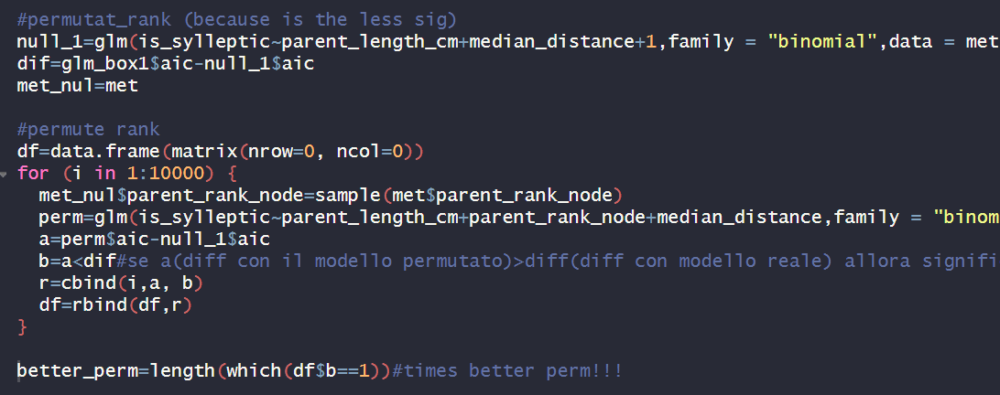 #permutat_rank (because is the less sig)
null_1=glm(is_sylleptic~parent_length_cm+median_distance+1,family = "binomial",data = met
dif=glm_box1$aic-null_1$aic
met_nul=met
#permute rank
df=data.frame(matrix(nrow=0, ncol=0))
for (i in 1:10000) {
  met_nul$parent_rank_node=sample(met$parent_rank_node)
  perm=glm(is_sylleptic~parent_length_cm+parent_rank_node+median_distance,family = "binom
  a=perm$aic-null_1$aic
  b=a<dif#se a(diff con il modello permutato)>diff(diff con modello reale) allora signifi
  r=cbind(i,a, b)
  df=rbind(df,r)
}
better_perm=length(which(df$b==1))#times better perm!!!